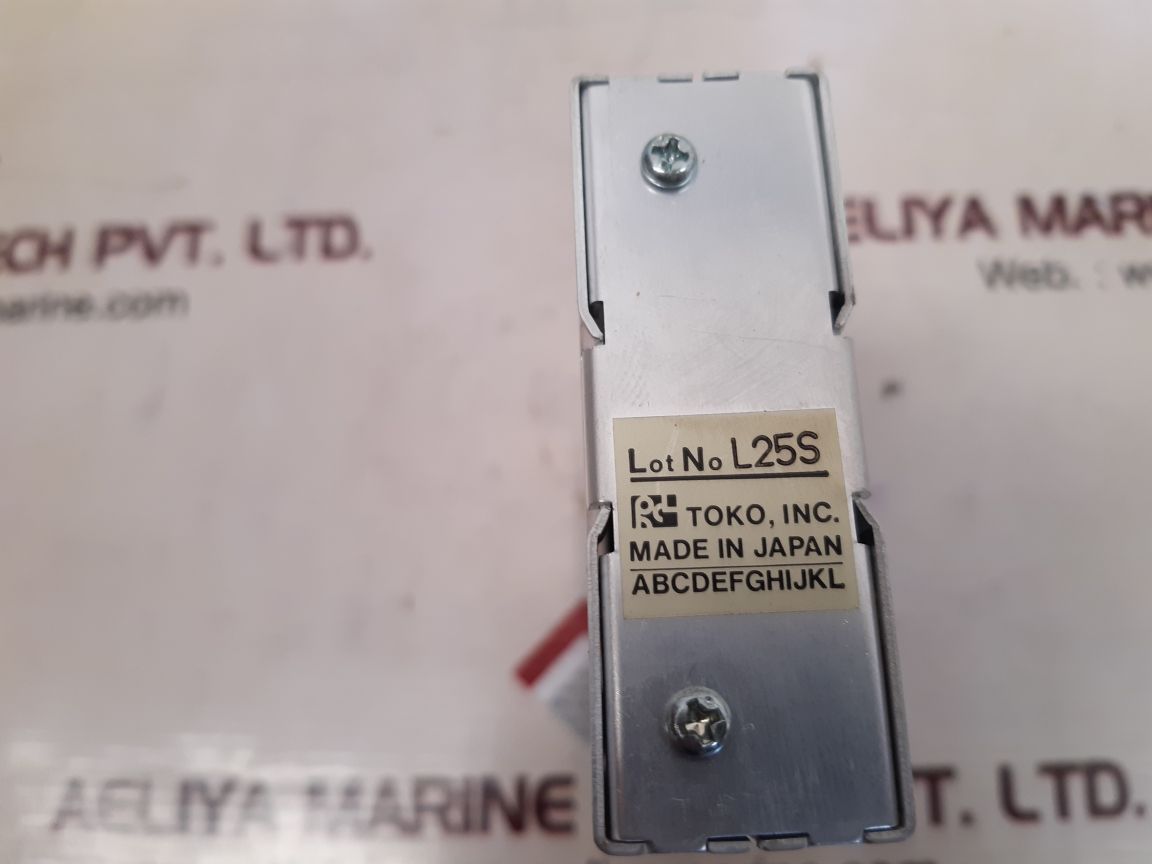 ECH PVT. LTD.
arine.com
ELIYA MAR
Web. : w
Lot No L25S
TOKO, INC.
MADE IN JAPAN
ABCDEFGHIJKL
AELIYA MARINE
T. LTD.